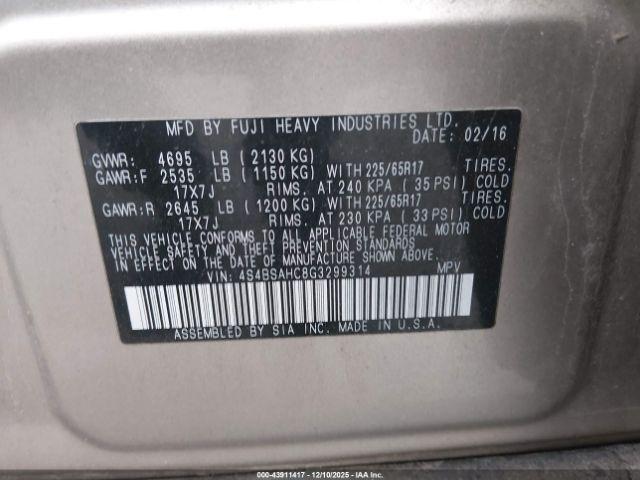 MFD BY FUJI HEAVY INDUSTRIES LTD.
DATE: 02/16
GVWR: 4695 LB (2130 KG)
GAWR:F 2535 LB (1150 KG) WITH 225/65R17 TIRES.
17X7J RIMS. AT 240 KPA (35 PSI) COLD
GAWR:R 2645 LB (1200 KG) WITH 225/65R17 TIRES.
17X7J RIMS. AT 230 KPA (33 PSI) COLD
THIS VEHICLE CONFORMS TO ALL APPLICABLE FEDERAL MOTOR
VEHICLE SAFETY AND THEFT PREVENTION STANDARDS
IN EFFECT ON THE DATE OF MANUFACTURE SHOWN ABOVE.
VIN: 4S4BSAHC8G3299314 MPV
ASSEMBLED BY SIA INC. MADE IN U.S.A.
000-43911417 - 12/10/2025 - IAAI